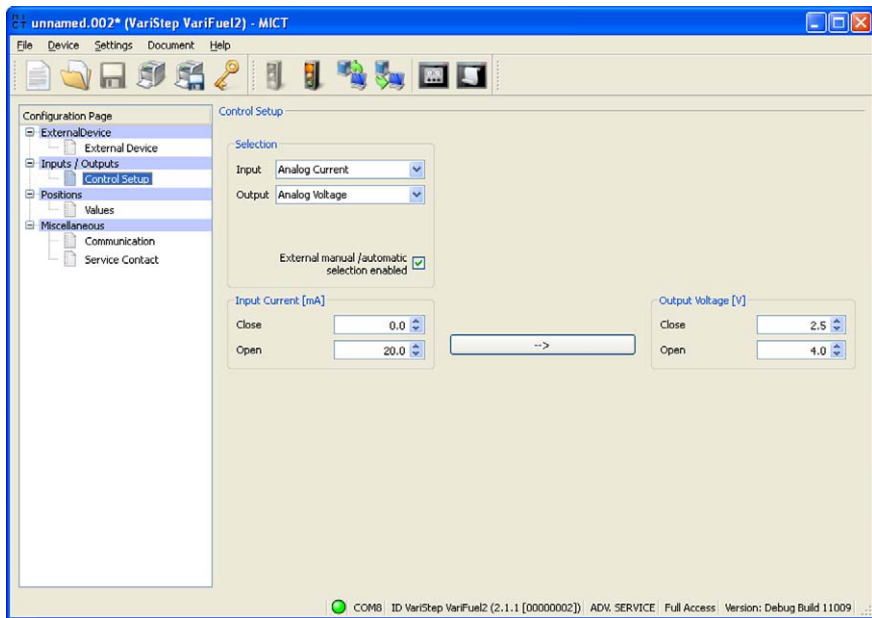 unnamed.002* (VariStep VariFuel2) - MICT
File Device Settings Document Help
Configuration Page
ExternalDevice
External Device
Inputs / Outputs
Control Setup
Positions
Values
Miscellaneous
Communication
Service Contact
Control Setup
Selection
Input Analog Current
Output Analog Voltage
External manual /automatic
selection enabled
Input Current [mA]
Close 0.0
Open 20.0
-->
Output Voltage [V]
Close 2.5
Open 4.0
COM8 ID VariStep VariFuel2 (2.1.1 [00000002]) ADV. SERVICE Full Access Version: Debug Build 11009